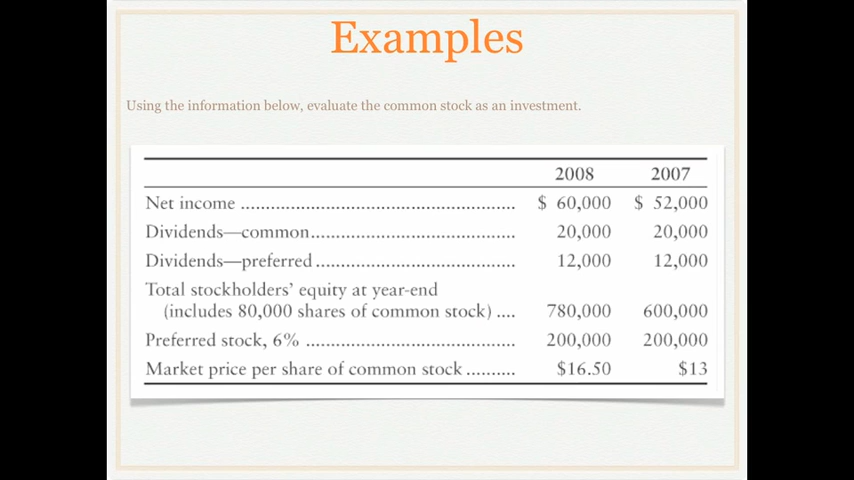 Examples
Using the information below, evaluate the common stock as an investment.
2008 2007
Net income ..................................................... $ 60,000 $ 52,000
Dividends—common........................................ 20,000 20,000
Dividends—preferred....................................... 12,000 12,000
Total stockholders' equity at year-end
(includes 80,000 shares of common stock) .... 780,000 600,000
Preferred stock, 6% ......................................... 200,000 200,000
Market price per share of common stock.......... $16.50 $13